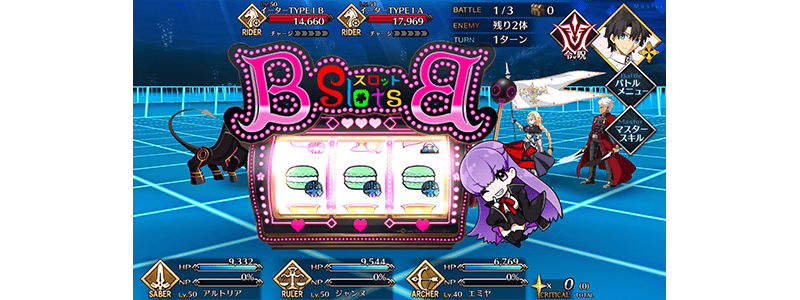 Lv.50
イーターTYPE I B
RIDER
14,660
チャージ
イーターTYPE I A
RIDER
17,969
チャージ
BATTLE 1/3 0
ENEMY 残り2体
TURN 1ターン
令呪
Master
Battle
バトル
メニュー
Master
マスター
スキル
B
スロット
Slots
B
HP 9,332
NP 0%
SABER Lv.50 アルトリア
HP 9,544
NP 0%
RULER Lv.50 ジャンヌ
HP 6,769
NP 0%
ARCHER Lv.40 エミヤ
0 (0)
CRITICAL TOTAL